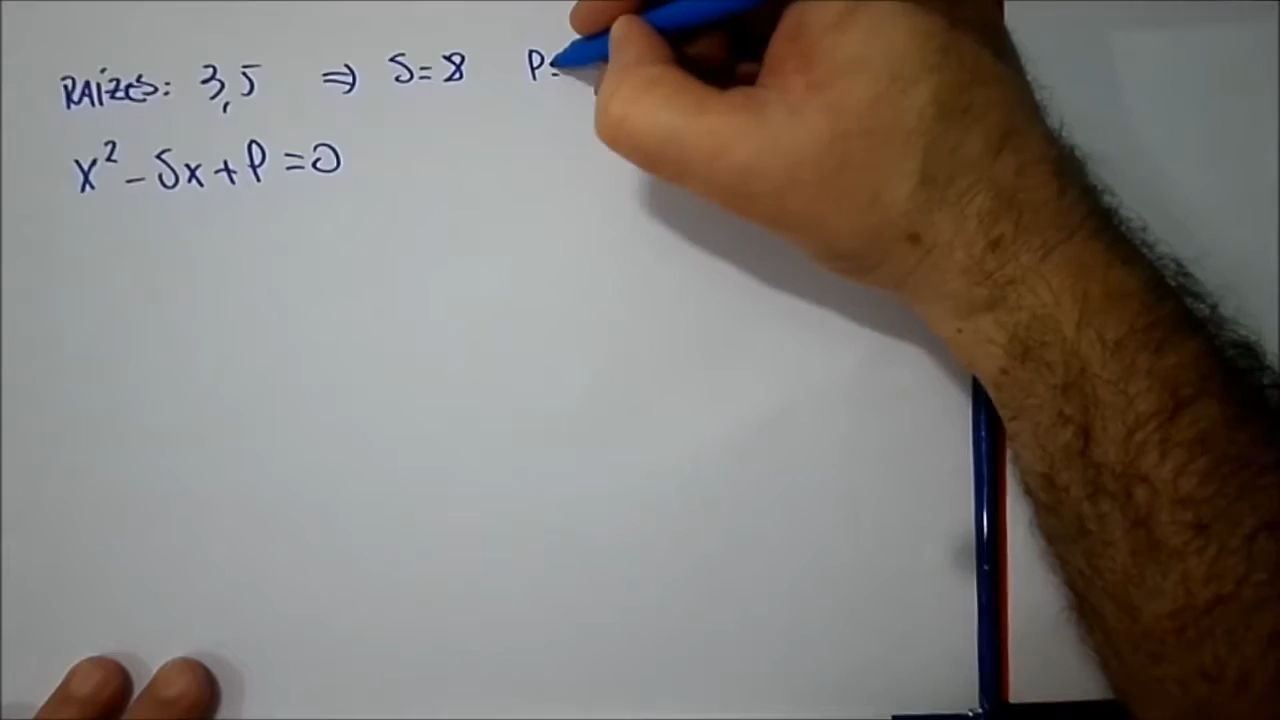 RAÍZES: 3,5 ⇒ S=8 P=
x² - Sx + P = 0